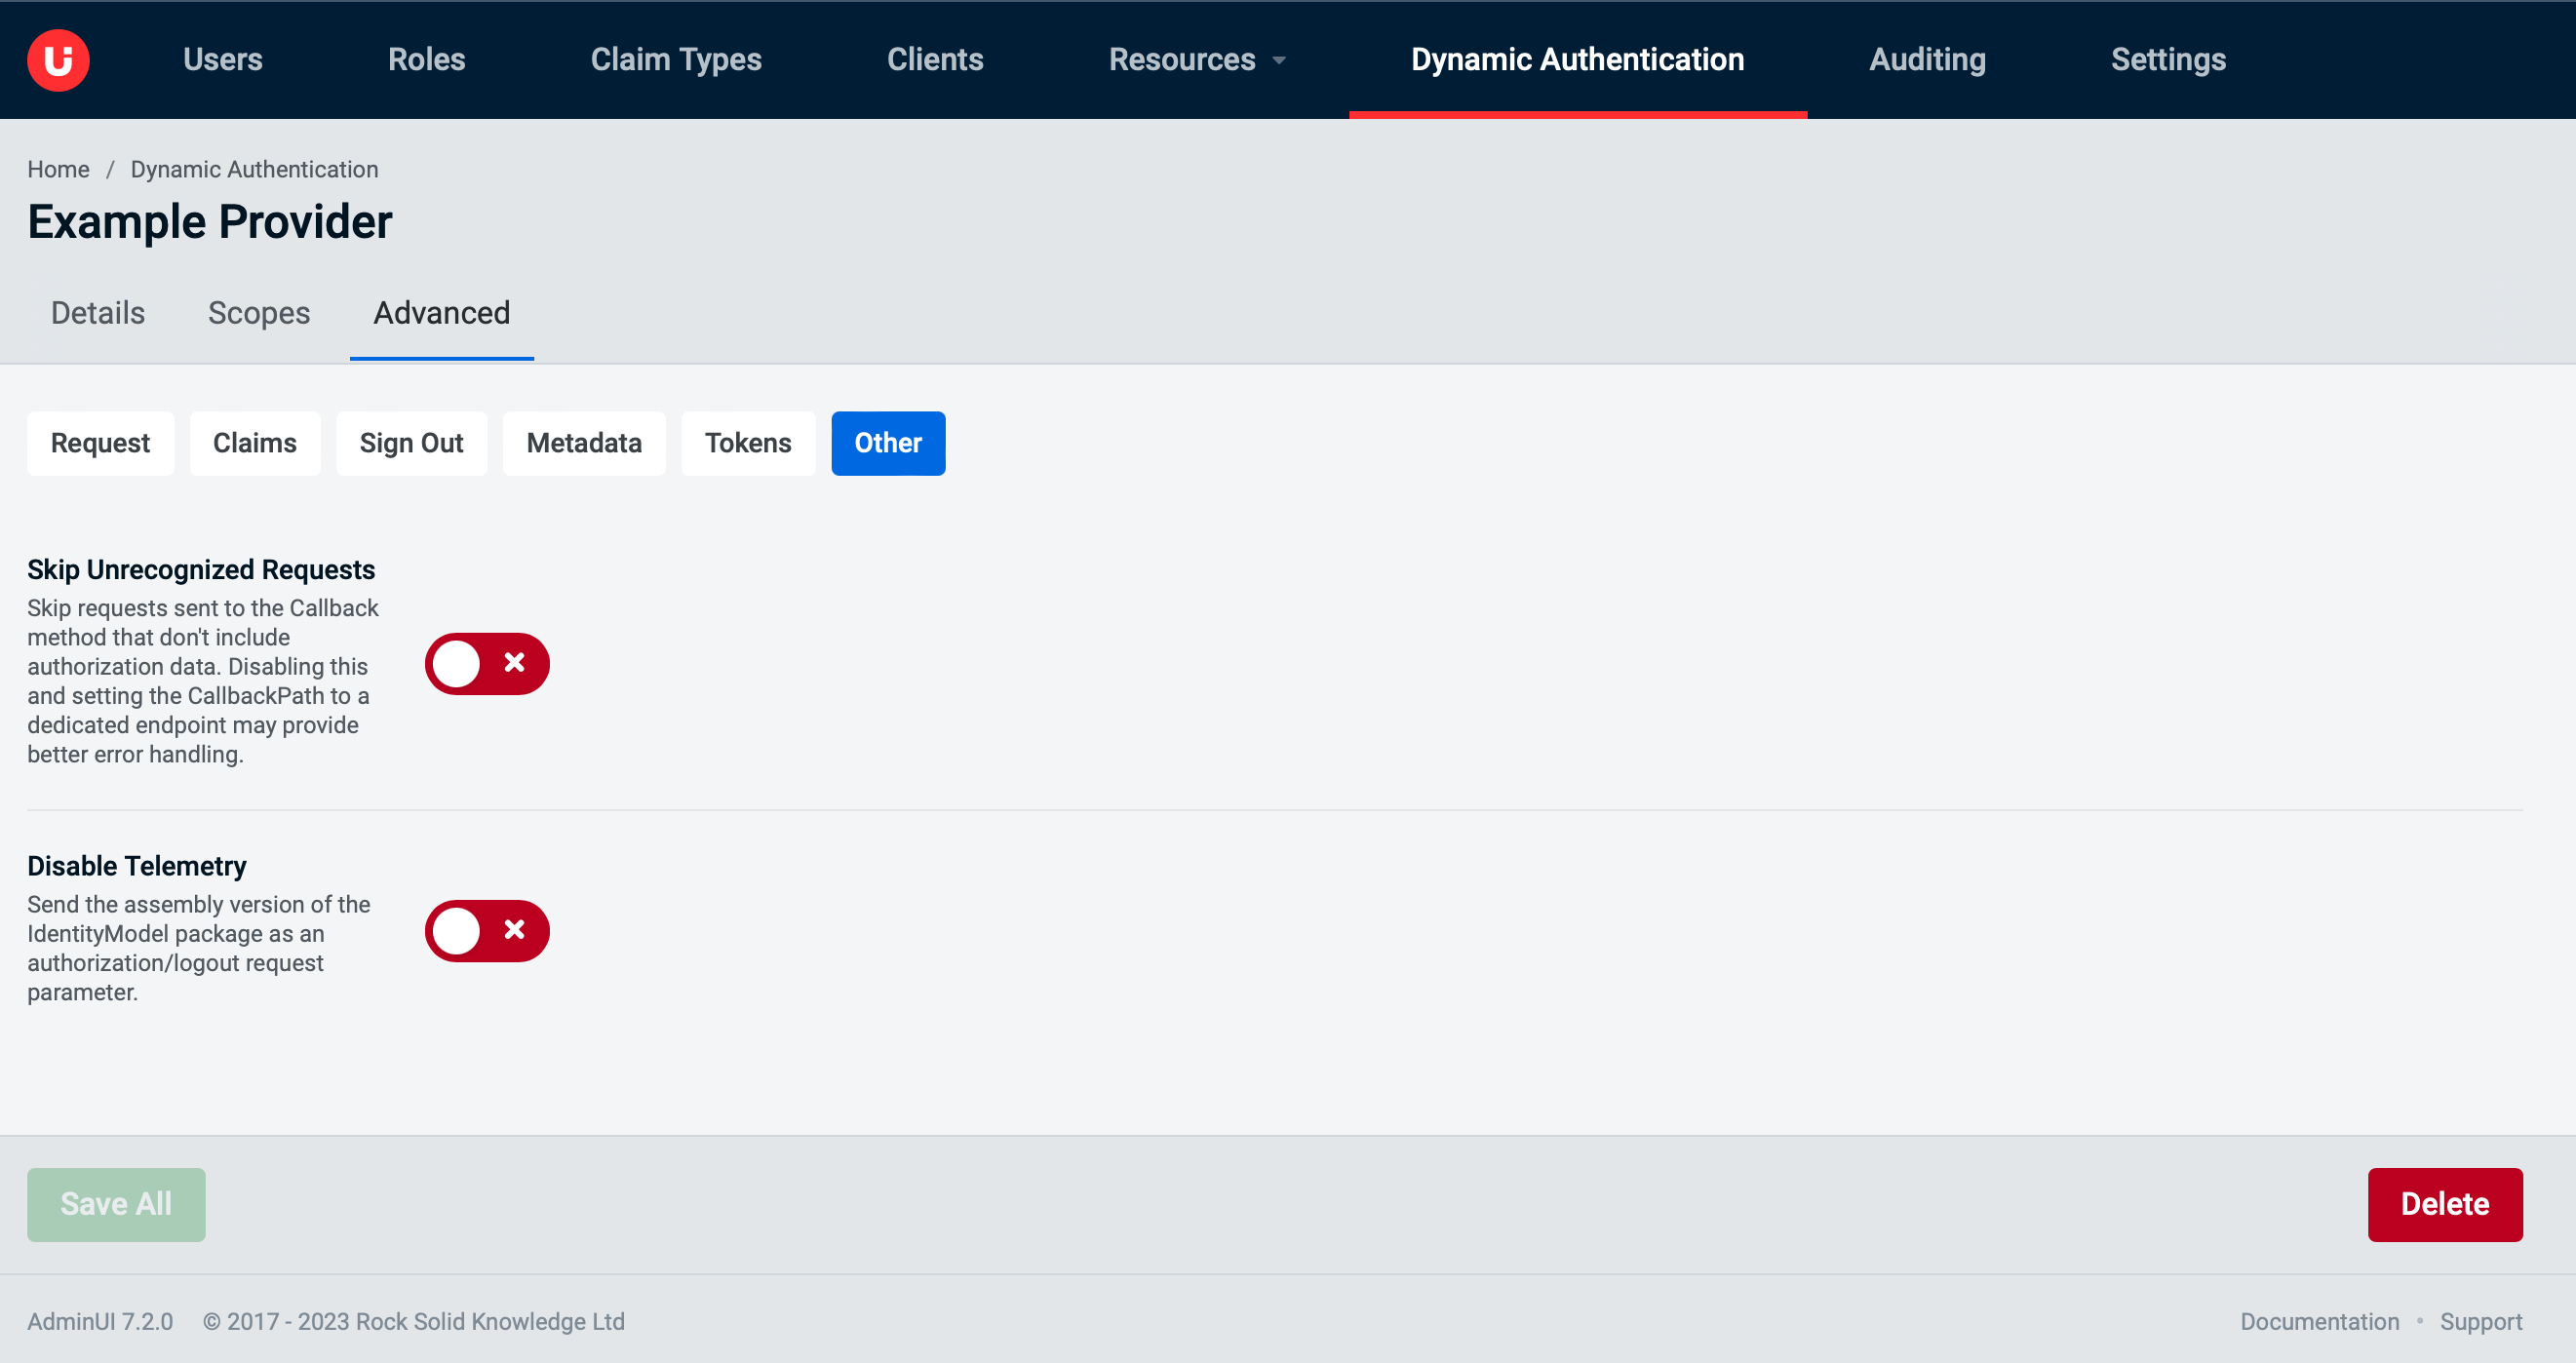 Ui Users Roles Claim Types Clients Resources Dynamic Authentication Auditing Settings
Home / Dynamic Authentication
Example Provider
Details Scopes Advanced
Request Claims Sign Out Metadata Tokens Other
Skip Unrecognized Requests
Skip requests sent to the Callback
method that don't include
authorization data. Disabling this
and setting the CallbackPath to a
dedicated endpoint may provide
better error handling.
Disable Telemetry
Send the assembly version of the
IdentityModel package as an
authorization/logout request
parameter.
Save All Delete
AdminUI 7.2.0 © 2017 - 2023 Rock Solid Knowledge Ltd Documentation • Support